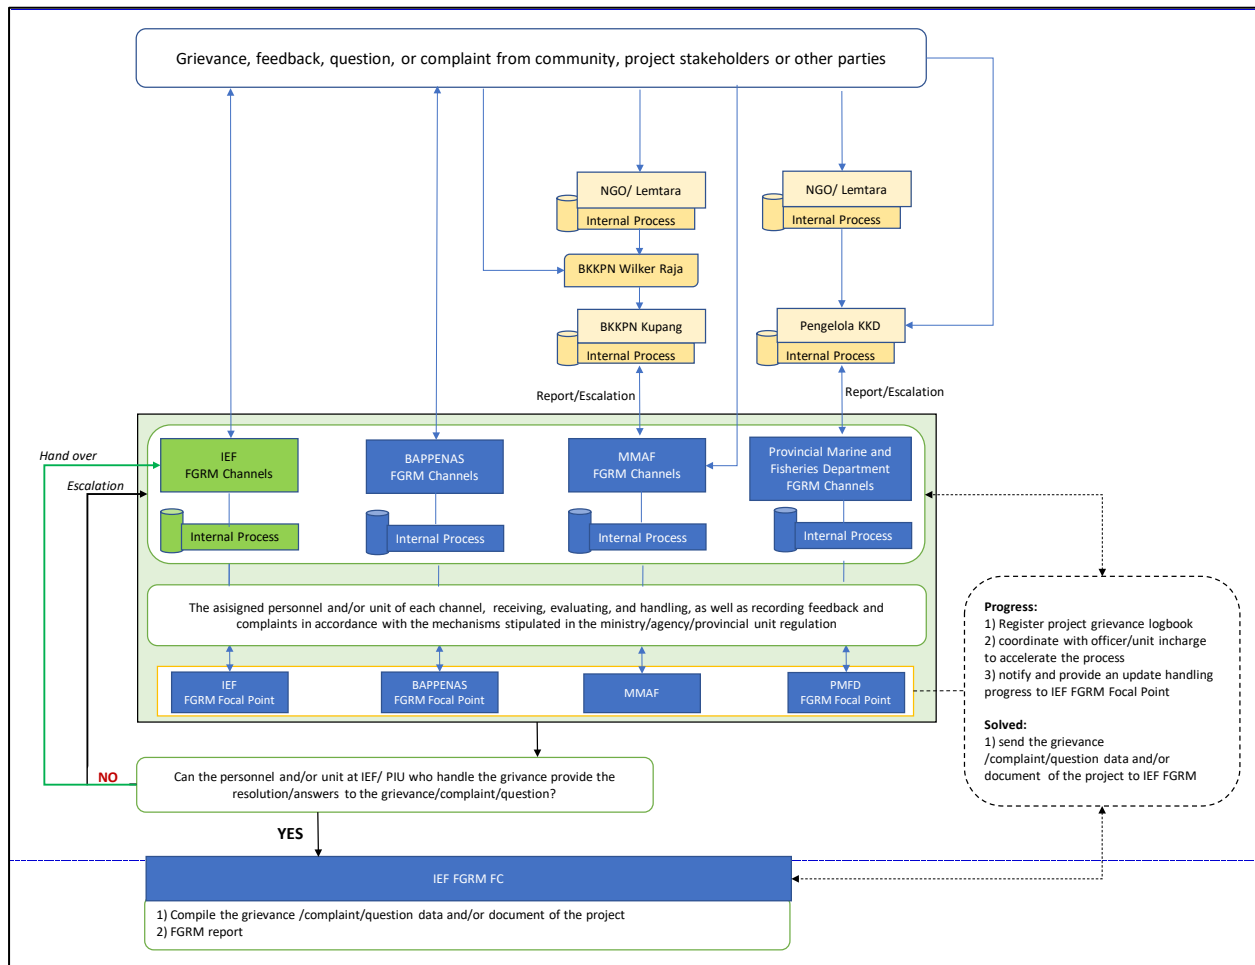 Grievance, feedback, question, or complaint from community, project stakeholders or other parties
NGO/ Lemtara
Internal Process
NGO/ Lemtara
Internal Process
BKKPN Wilker Raja
BKKPN Kupang
Internal Process
Pengelola KKD
Internal Process
Report/Escalation
Report/Escalation
Hand over
Escalation
IEF
FGRM Channels
BAPPENAS
FGRM Channels
MMAF
FGRM Channels
Provincial Marine and
Fisheries Department
FGRM Channels
Internal Process
Internal Process
Internal Process
Internal Process
The asisigned personnel and/or unit of each channel, receiving, evaluating, and handling, as well as recording feedback and
complaints in accordance with the mechanisms stipulated in the ministry/agency/provincial unit regulation
IEF
FGRM Focal Point
BAPPENAS
FGRM Focal Point
MMAF
PMFD
FGRM Focal Point
Progress:
1) Register project grievance logbook
2) coordinate with officer/unit incharge
to accelerate the process
3) notify and provide an update handling
progress to IEF FGRM Focal Point
Solved:
1) send the grievance
/complaint/question data and/or
document of the project to IEF FGRM
NO
Can the personnel and/or unit at IEF/ PIU who handle the grivance provide the
resolution/answers to the grievance/complaint/question?
YES
IEF FGRM FC
1) Compile the grievance /complaint/question data and/or document of the project
2) FGRM report